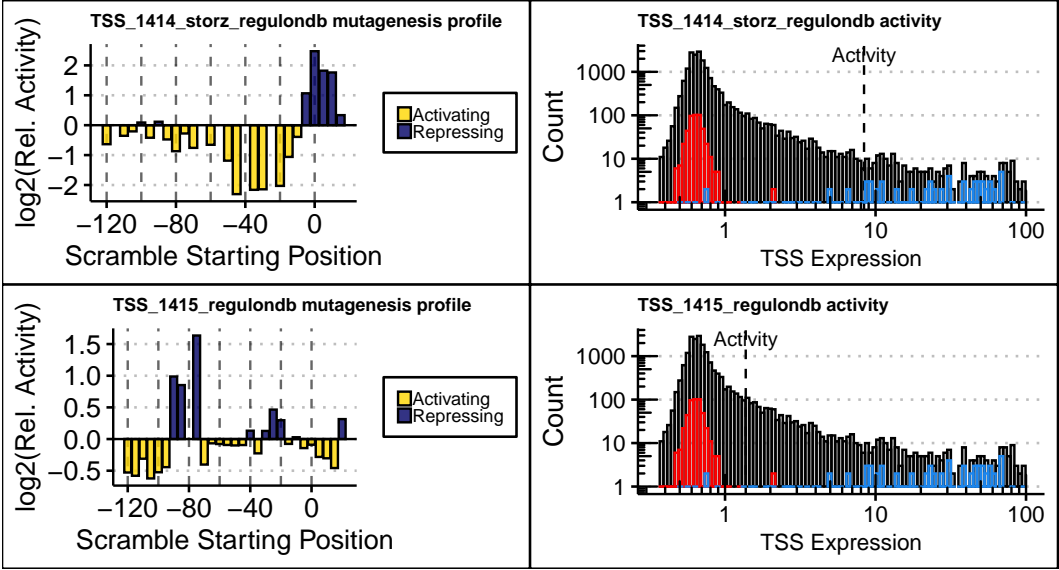 TSS_1414_storz_regulondb mutagenesis profile
log2(Rel. Activity)
2
1
0
−1
−2
−120
−80
−40
0
Scramble Starting Position
Activating
Repressing
TSS_1414_storz_regulondb activity
Activity
Count
1000
100
10
1
1
10
100
TSS Expression
TSS_1415_regulondb mutagenesis profile
log2(Rel. Activity)
1.5
1.0
0.5
0.0
−0.5
−120
−80
−40
0
Scramble Starting Position
Activating
Repressing
TSS_1415_regulondb activity
Activity
Count
1000
100
10
1
1
10
100
TSS Expression